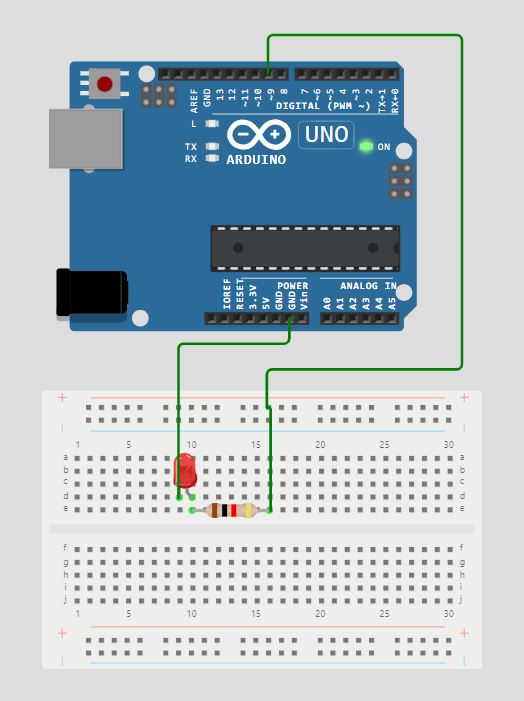 AREF
GND
13
12
~11
~10
~9
8
7
~6
~5
4
~3
2
TX→1
RX←0
DIGITAL (PWM ~)
L
TX
RX
UNO
ON
ARDUINO
IOREF
RESET
3.3V
5V
GND
GND
Vin
POWER
ANALOG IN
A0
A1
A2
A3
A4
A5
+ +
1 5 10 15 20 25 30
a a
b b
c c
d d
e e
f f
g g
h h
i i
j j
1 5 10 15 20 25 30
+ +